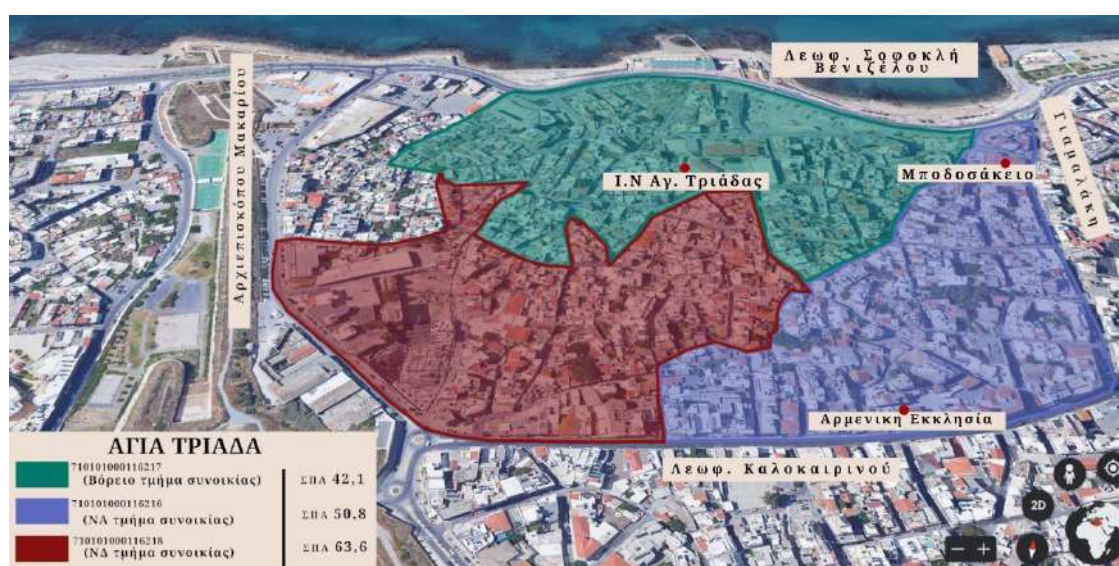 Λεωφ. Σοφοκλή
Βενιζέλου
Αρχιεπισκόπου Μακαρίου
Γιαμαλάκη
Ι.Ν Αγ. Τριάδας
Μποδοσάκειο
Αρμενικη Εκκλησία
Λεωφ. Καλοκαιρινού
ΑΓΙΑ ΤΡΙΑΔΑ
710101000116217
(Βόρειο τμήμα συνοικίας)
ΣΠΑ 42,1
710101000116216
(ΝΑ τμήμα συνοικίας)
ΣΠΑ 50,8
710101000116218
(ΝΔ τμήμα συνοικίας)
ΣΠΑ 63,6
2D